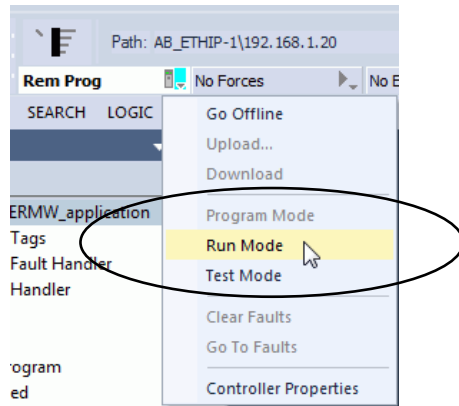 Path: AB_ETHIP-1\192.168.1.20
Rem Prog No Forces No E
SEARCH LOGIC
Go Offline
Upload...
Download
Program Mode
Run Mode
Test Mode
Clear Faults
Go To Faults
Controller Properties
ERMW_application
Tags
Fault Handler
Handler
rogram
ed